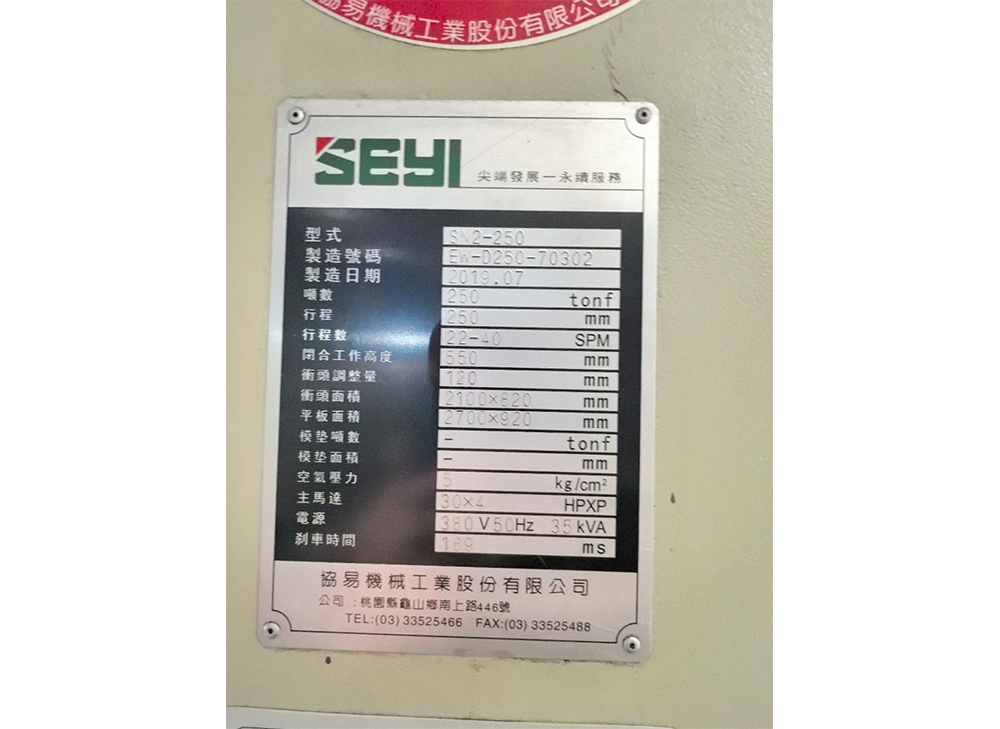 協易機械工業股份有限公司
SEYI 尖端發展一永續服務
型式 SN2-250
製造號碼 EW-D250-70302
製造日期 2019.07
噸數 250 tonf
行程 250 mm
行程數 22-40 SPM
閉合工作高度 550 mm
衝頭調整量 120 mm
衝頭面積 2100×820 mm
平板面積 2700×920 mm
模墊噸數 - tonf
模墊面積 - mm
空氣壓力 5 kg/cm²
主馬達 30×4 HPXP
電源 380 V 50Hz 35 kVA
剎車時間 169 ms
協易機械工業股份有限公司
公司:桃園縣龜山鄉南上路446號
TEL:(03) 33525466 FAX:(03) 33525488